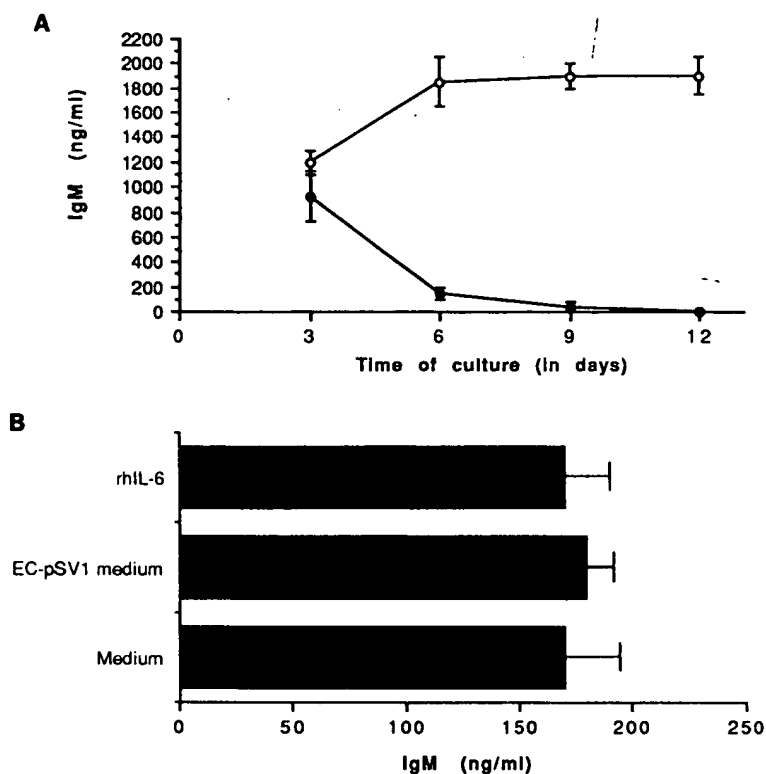 A
2200
2000
1800
1600
1400
1200
1000
800
600
400
200
0
IgM (ng/ml)
0 3 6 9 12
Time of culture (in days)
B
rhIL-6
EC-pSV1 medium
Medium
0 50 100 150 200 250
IgM (ng/ml)